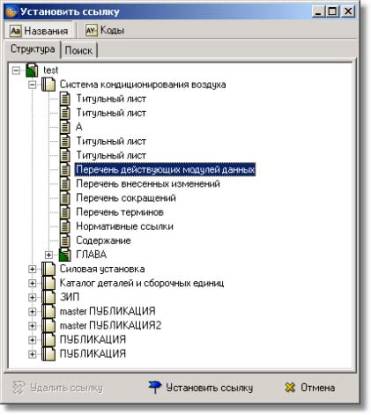 Установить ссылку
Aa Названия AY- Коды
Структура Поиск
test
Система кондиционирования воздуха
Титульный лист
Титульный лист
А
Титульный лист
Титульный лист
Перечень действующих модулей данных
Перечень внесенных изменений
Перечень сокращений
Перечень терминов
Нормативные ссылки
Содержание
ГЛАВА
Силовая установка
Каталог деталей и сборочных единиц
ЗИП
master ПУБЛИКАЦИЯ
master ПУБЛИКАЦИЯ2
ПУБЛИКАЦИЯ
ПУБЛИКАЦИЯ
Удалить ссылку Установить ссылку Отмена